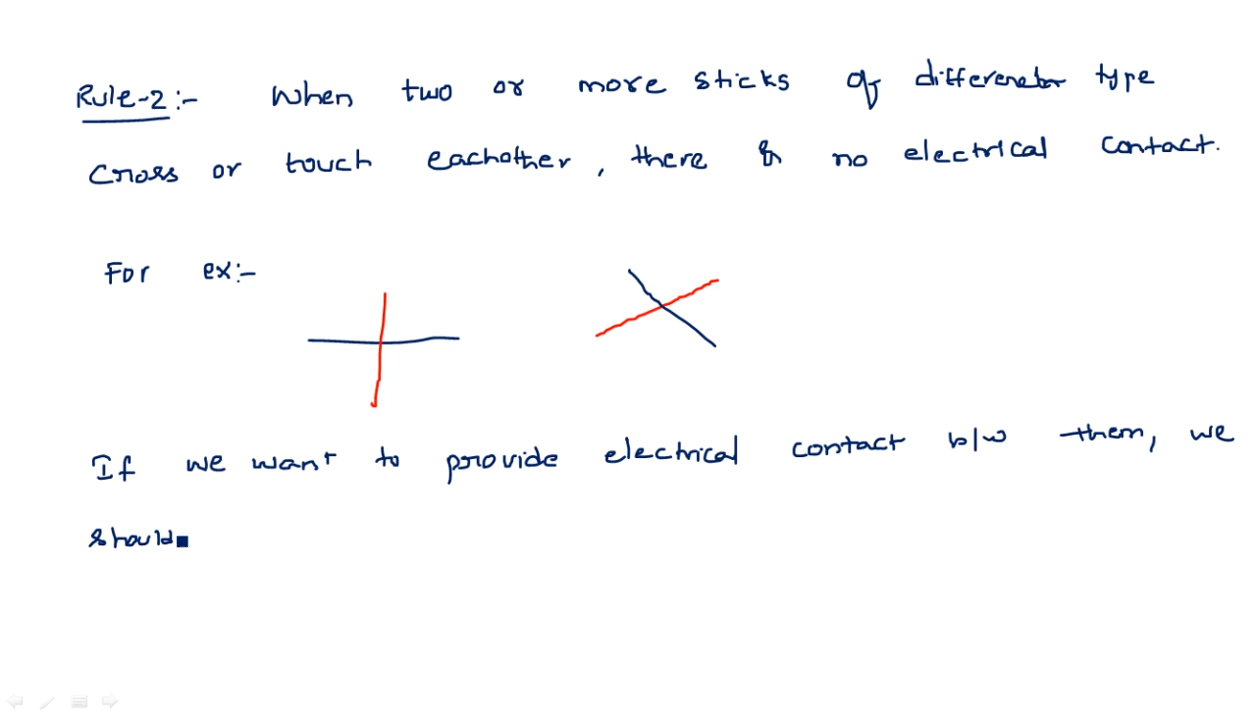 Rule-2:- When two or more sticks of different type
cross or touch eachother, there is no electrical contact.
For ex:-
If we want to provide electrical contact b/w them, we
should